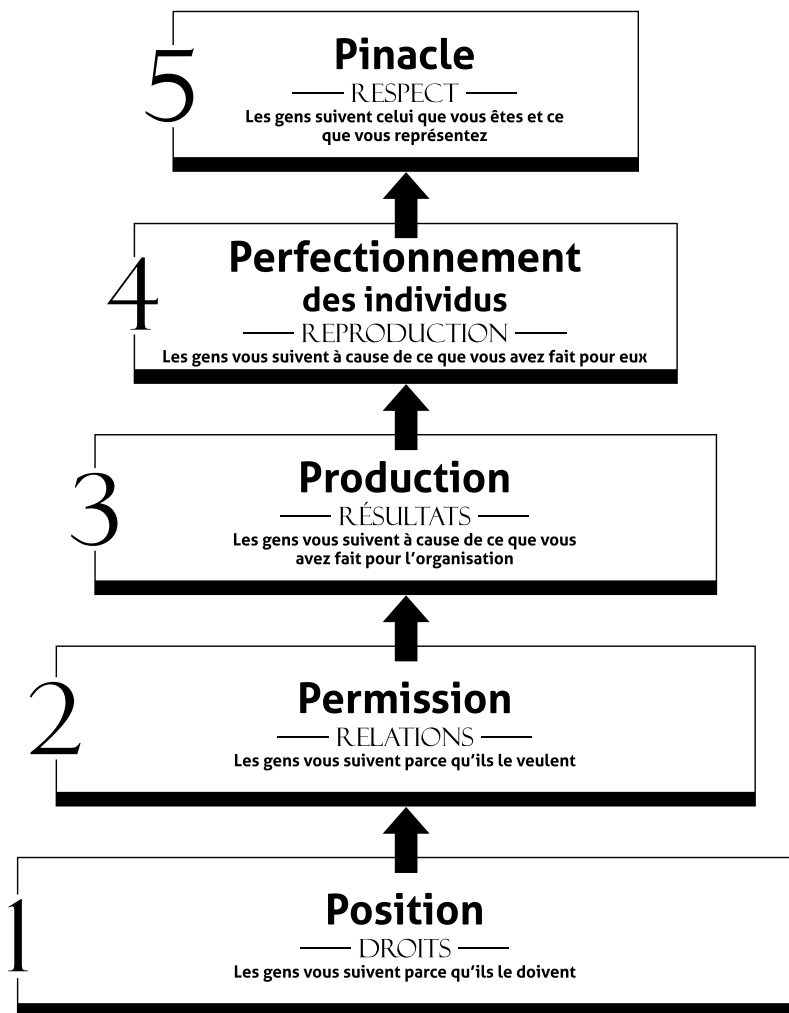 5
Pinacle
RESPECT
Les gens suivent celui que vous êtes et ce
que vous représentez
4
Perfectionnement
des individus
REPRODUCTION
Les gens vous suivent à cause de ce que vous avez fait pour eux
3
Production
RÉSULTATS
Les gens vous suivent à cause de ce que vous
avez fait pour l'organisation
2
Permission
RELATIONS
Les gens vous suivent parce qu'ils le veulent
1
Position
DROITS
Les gens vous suivent parce qu'ils le doivent